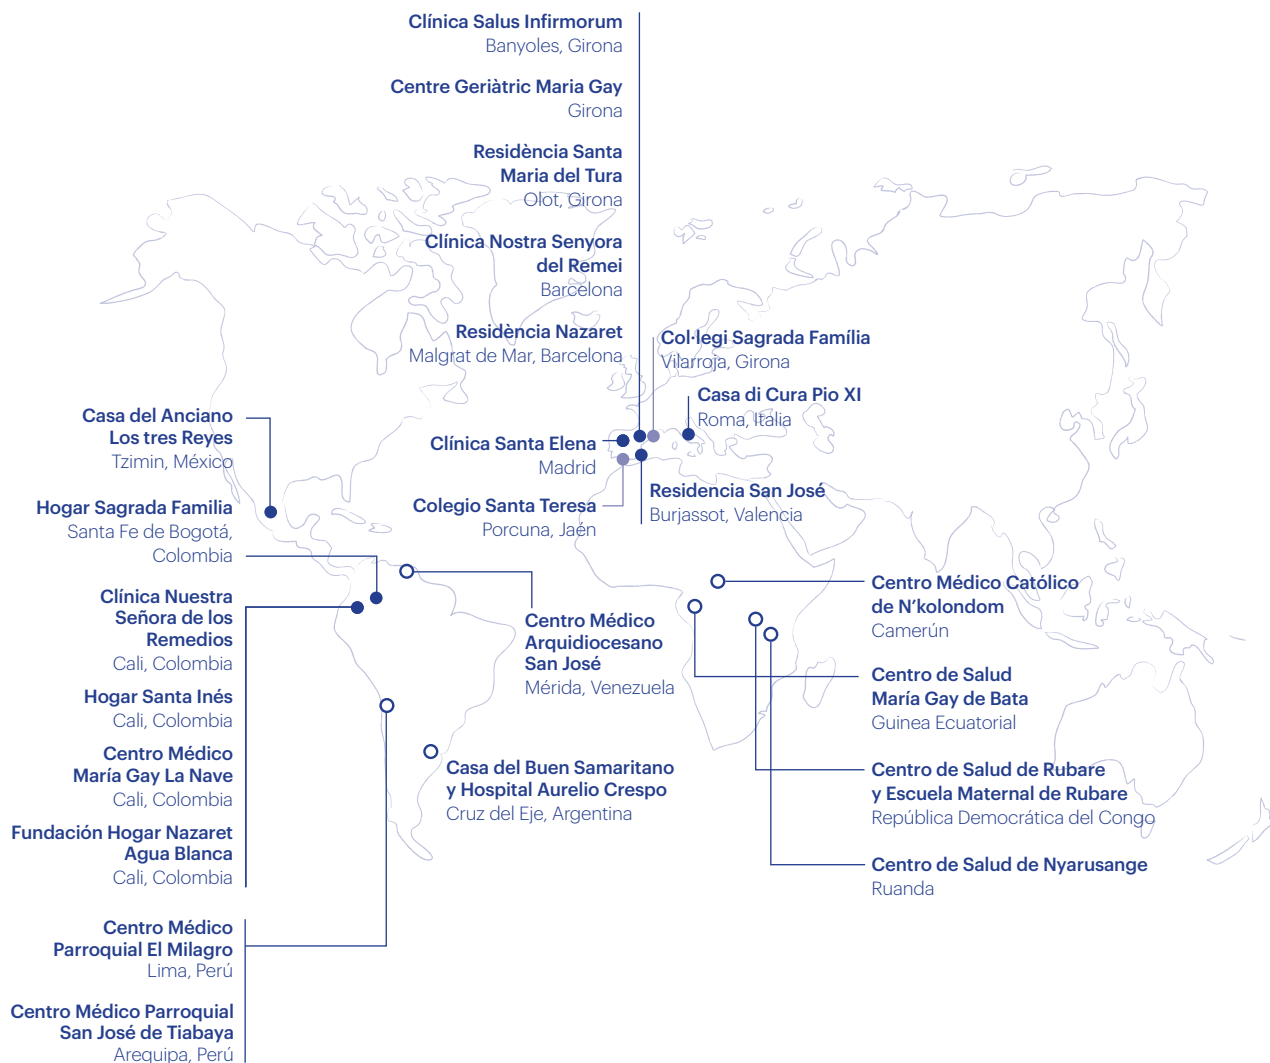 Clínica Salus Infirmorum
Banyoles, Girona
Centre Geriàtric Maria Gay
Girona
Residència Santa
Maria del Tura
Olot, Girona
Clínica Nostra Senyora
del Remei
Barcelona
Residència Nazaret
Malgrat de Mar, Barcelona
Col·legi Sagrada Família
Vilarroja, Girona
Casa di Cura Pio XI
Roma, Itàlia
Clínica Santa Elena
Madrid
Colegio Santa Teresa
Porcuna, Jaén
Residencia San José
Burjassot, Valencia
Casa del Anciano
Los tres Reyes
Tzimin, México
Hogar Sagrada Familia
Santa Fe de Bogotá,
Colombia
Clínica Nuestra
Señora de los
Remedios
Cali, Colombia
Hogar Santa Inés
Cali, Colombia
Centro Médico
María Gay La Nave
Cali, Colombia
Fundación Hogar Nazaret
Agua Blanca
Cali, Colombia
Centro Médico
Parroquial El Milagro
Lima, Perú
Centro Médico Parroquial
San José de Tiabaya
Arequipa, Perú
Centro Médico
Arquidiocesano
San José
Mérida, Venezuela
Casa del Buen Samaritano
y Hospital Aurelio Crespo
Cruz del Eje, Argentina
Centro Médico Católico
de N’kolondom
Camerún
Centro de Salud
María Gay de Bata
Guinea Ecuatorial
Centro de Salud de Rubare
y Escuela Maternal de Rubare
República Democrática del Congo
Centro de Salud de Nyarusange
Ruanda